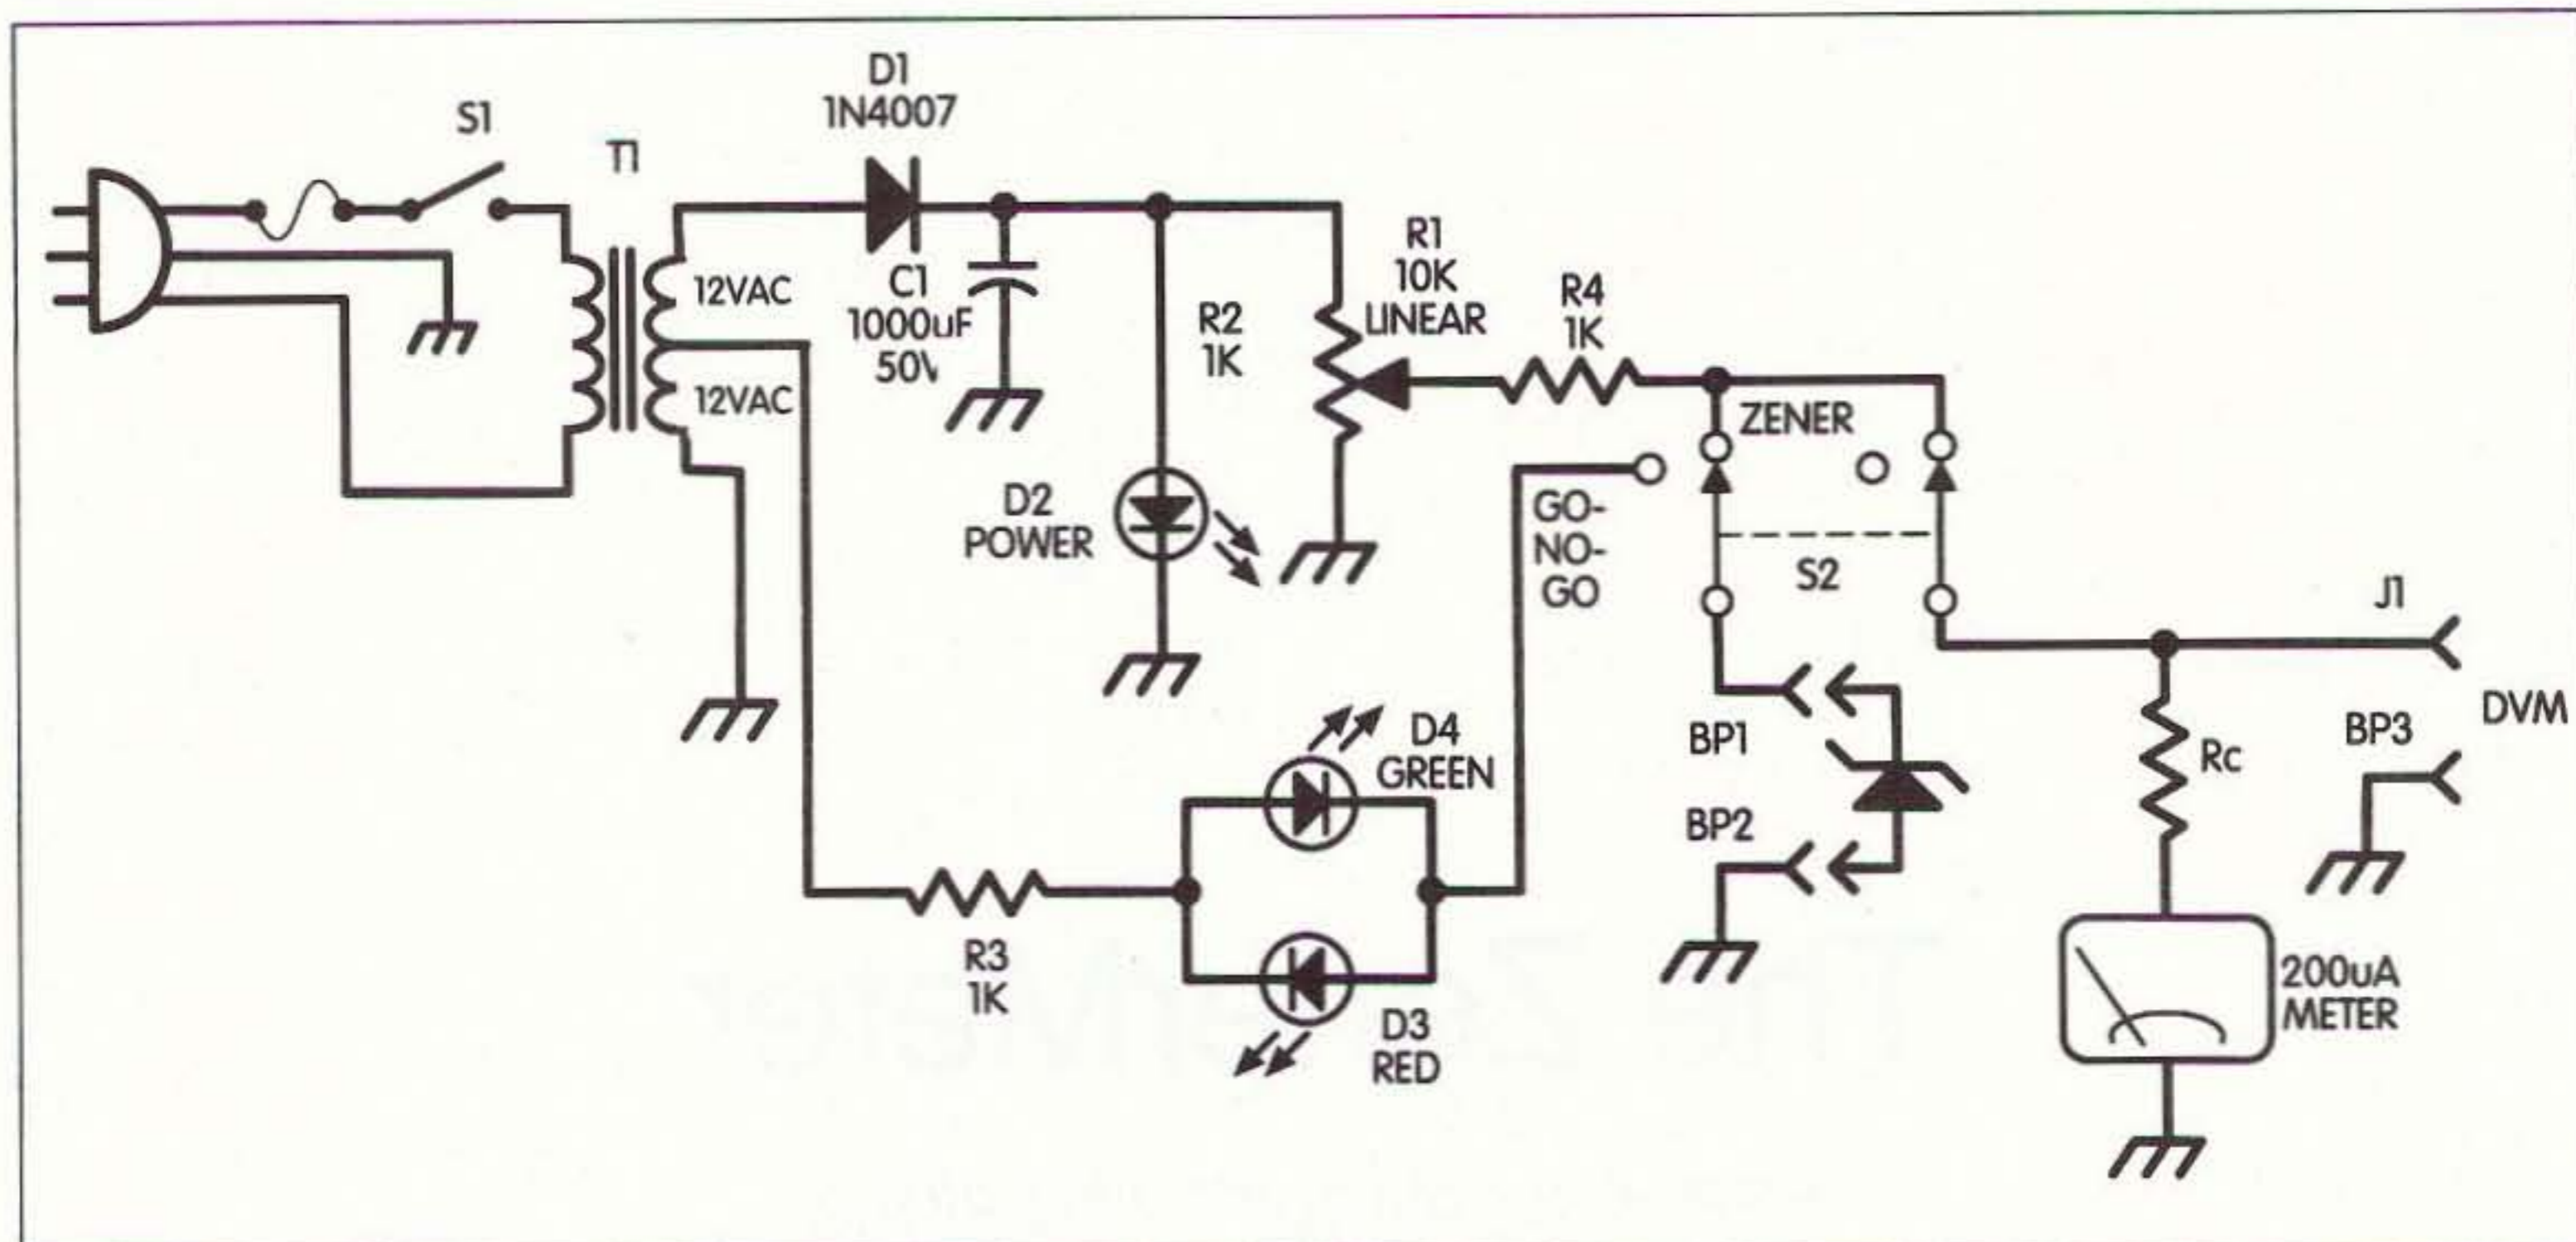 S1
T1
D1
1N4007
12VAC
12VAC
C1
1000uF
50V
R2
1K
R1
10K
LINEAR
R4
1K
ZENER
D2
POWER
GO-
NO-
GO
S2
J1
DVM
BP3
BP1
BP2
Rc
D4
GREEN
R3
1K
D3
RED
200uA
METER